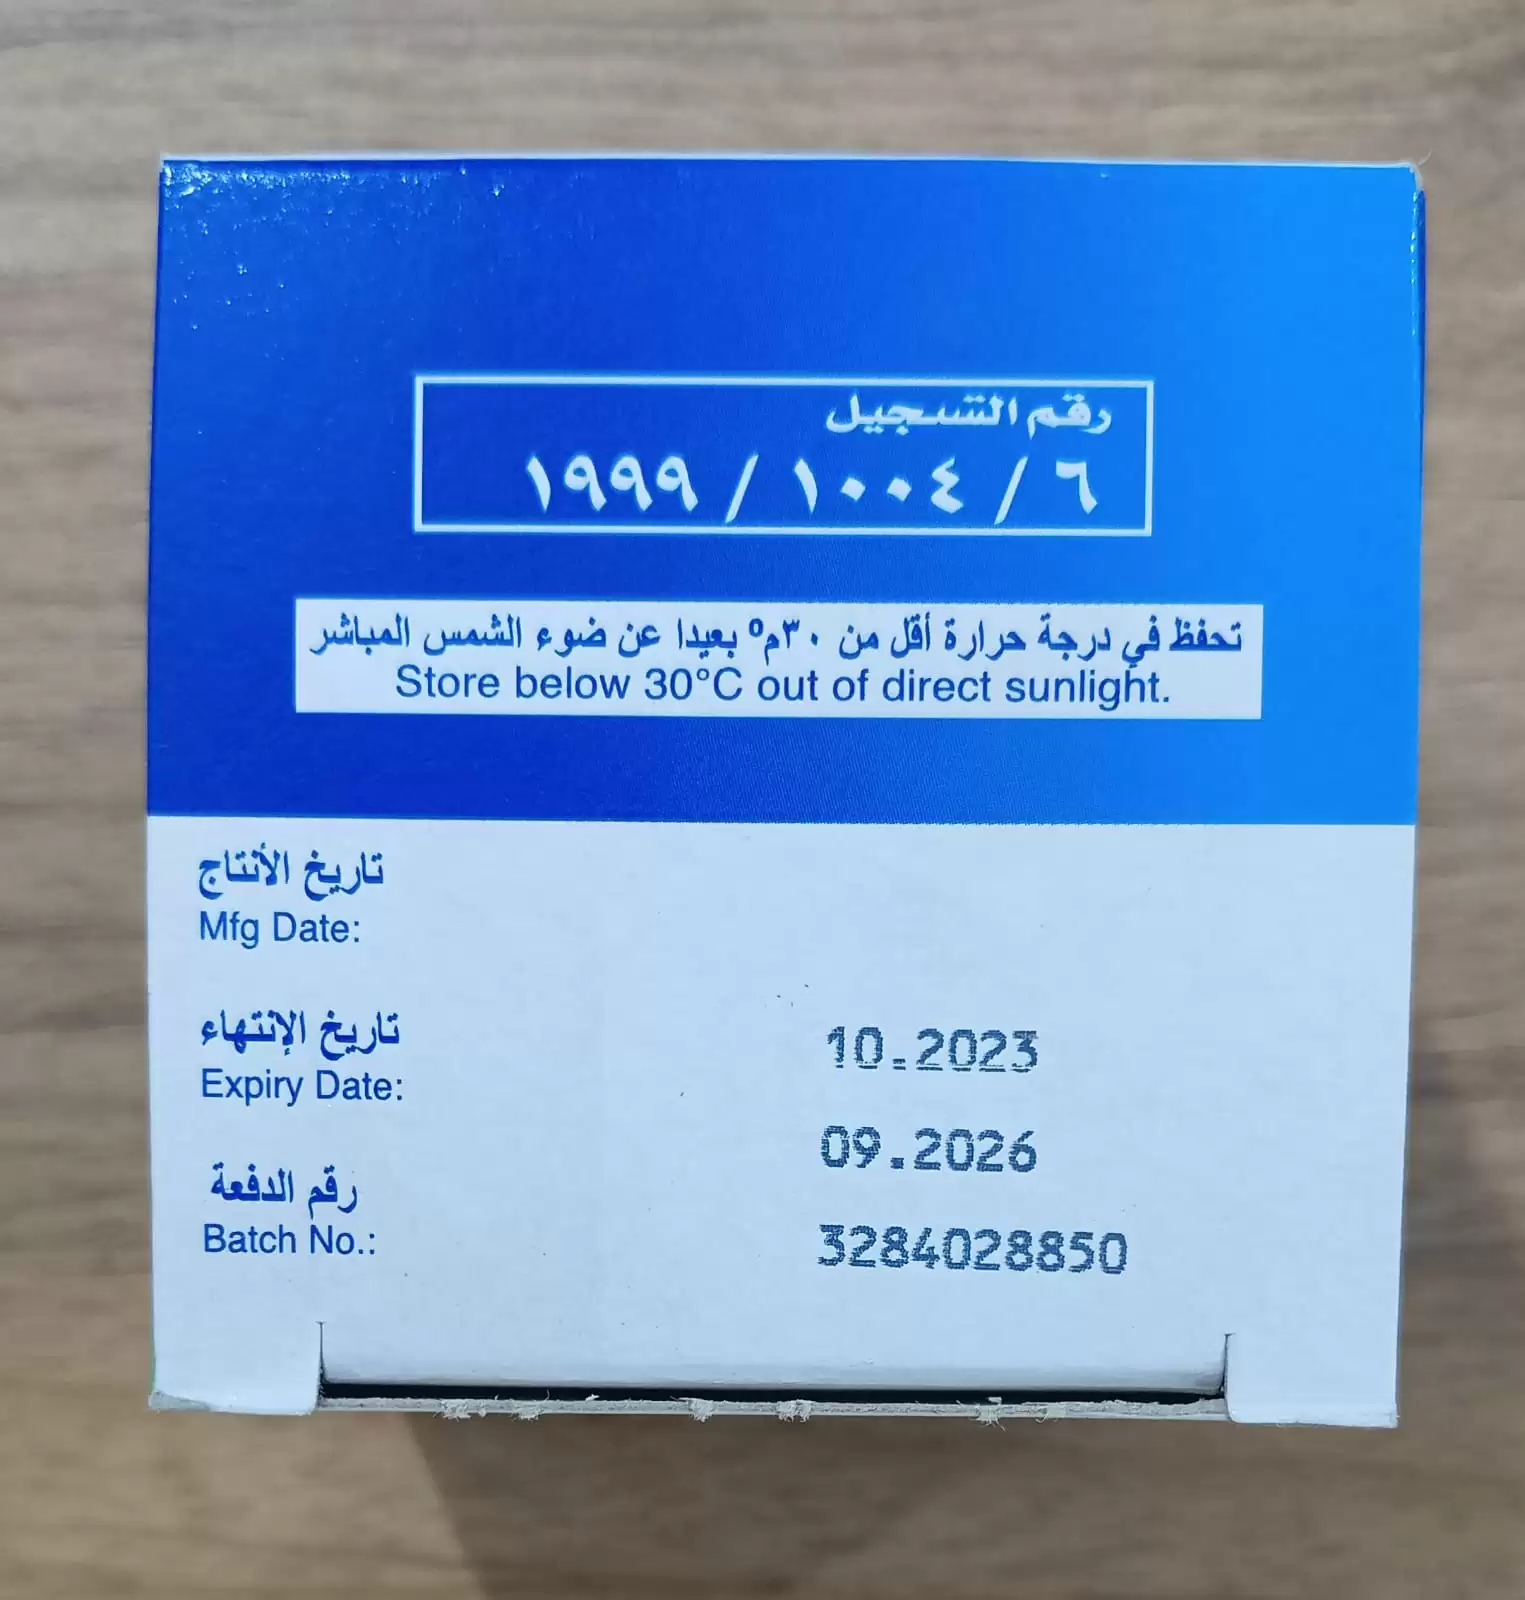 رقم التسجيل
٦ / ١٠٠٤ / ١٩٩٩
تحفظ في درجة حرارة أقل من ٣٠م° بعيدا عن ضوء الشمس المباشر
Store below 30°C out of direct sunlight.
تاريخ الأنتاج
Mfg Date:
تاريخ الإنتهاء
10.2023
Expiry Date:
09.2026
رقم الدفعة
Batch No.:
3284028850